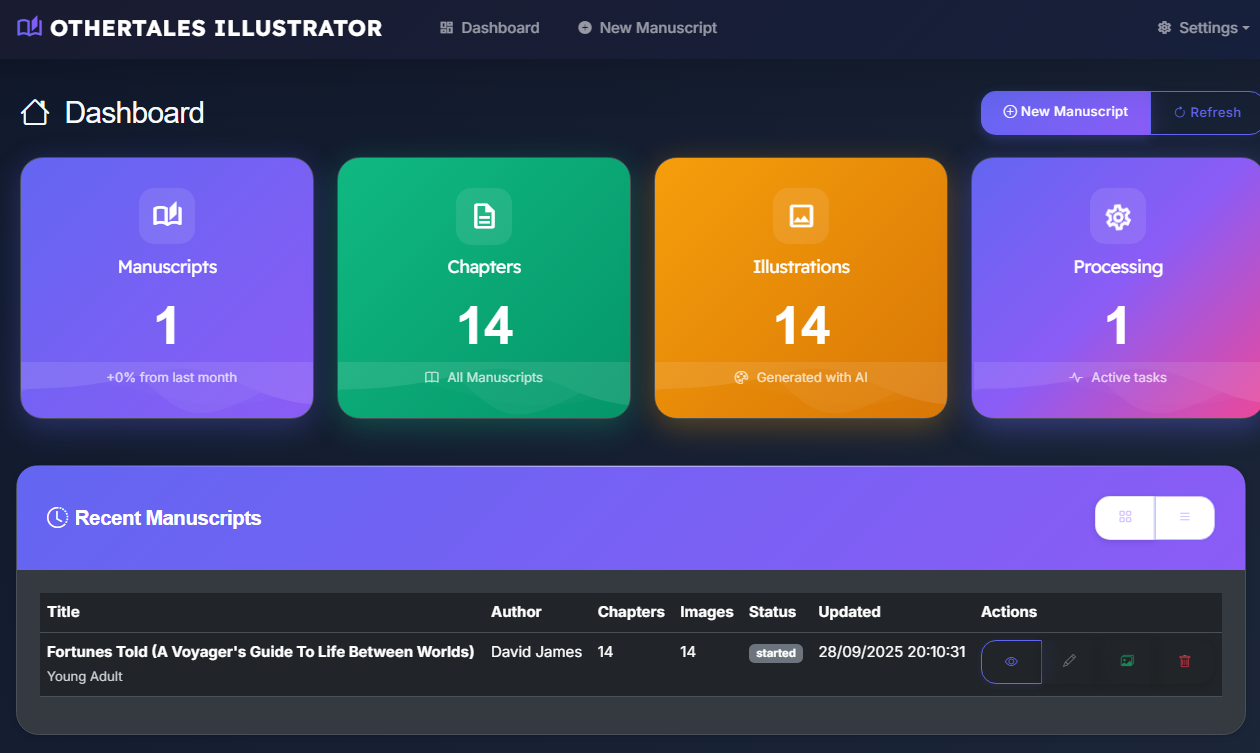 OTHERTALES ILLUSTRATOR Dashboard New Manuscript Settings
Dashboard
New Manuscript Refresh
Manuscripts
1
+0% from last month
Chapters
14
All Manuscripts
Illustrations
14
Generated with AI
Processing
1
Active tasks
Recent Manuscripts
Title Author Chapters Images Status Updated Actions
Fortunes Told (A Voyager's Guide To Life Between Worlds) David James 14 14 started 28/09/2025 20:10:31
Young Adult